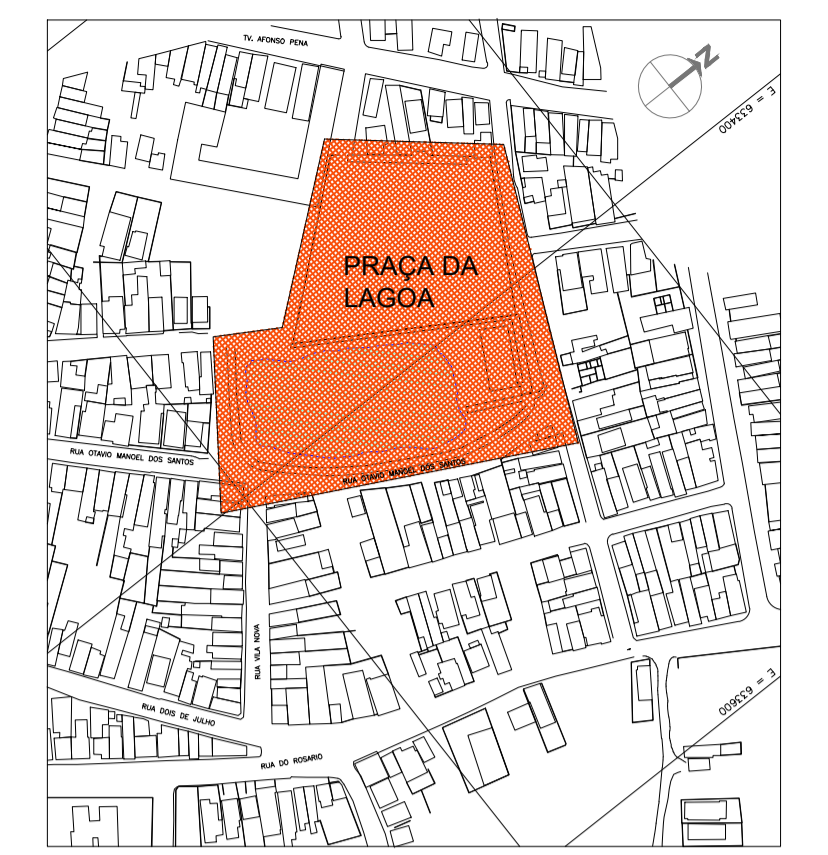 TV. AFONSO PENA
N
E = 633400
PRAÇA DA
LAGOA
RUA OTAVIO MANOEL DOS SANTOS
RUA OTAVIO MANOEL DOS SANTOS
RUA VILA NOVA
RUA DOIS DE JULHO
E = 633600
RUA DO ROSARIO